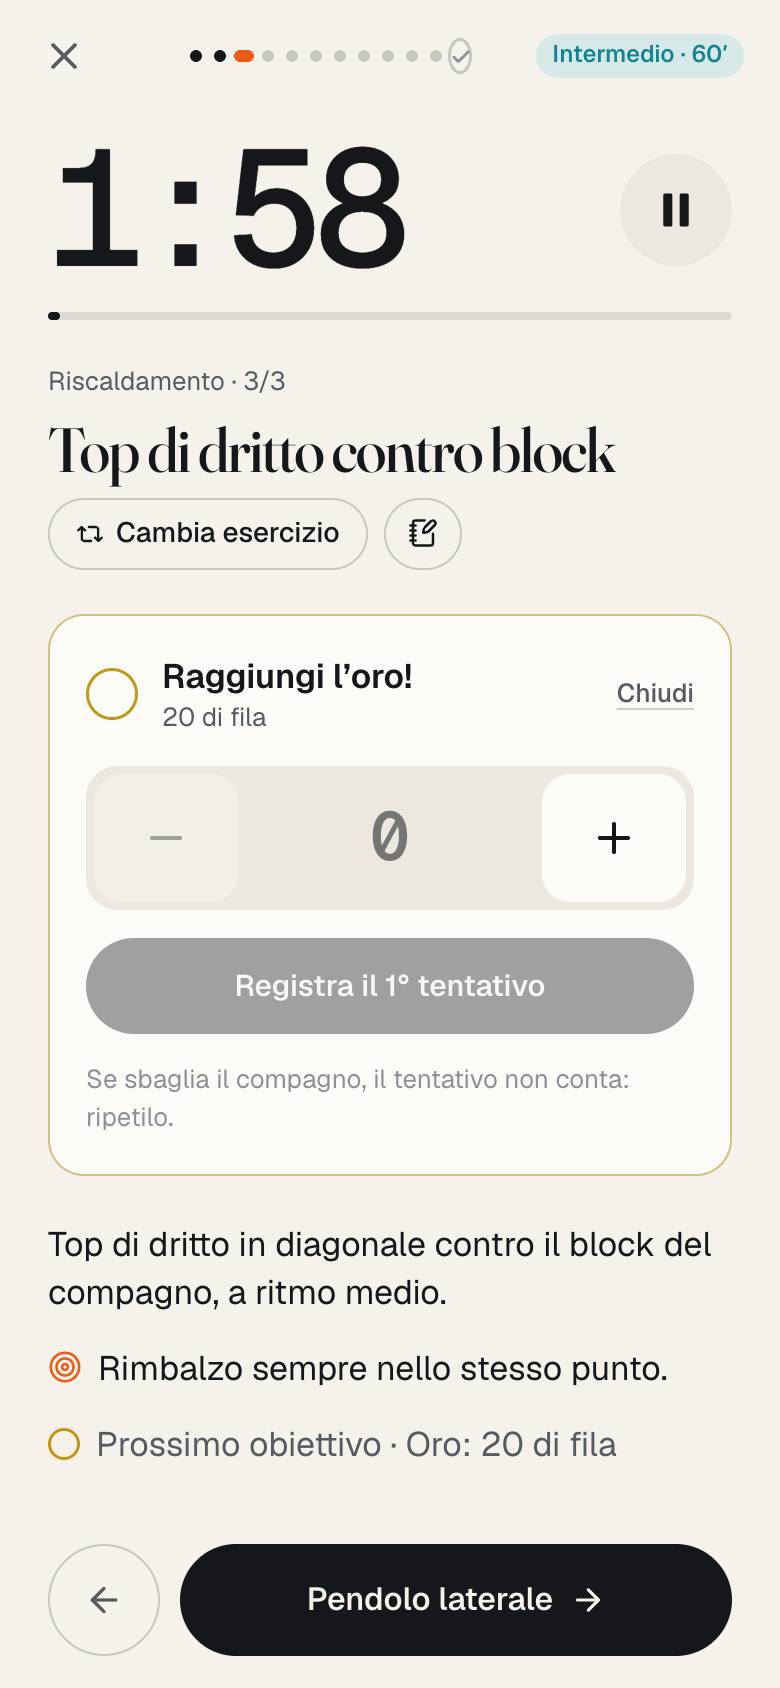 Intermedio · 60′
1:58
Riscaldamento · 3/3
Top di dritto contro block
Cambia esercizio
Raggiungi l’oro!
20 di fila
Chiudi
0
Registra il 1° tentativo
Se sbaglia il compagno, il tentativo non conta:
ripetilo.
Top di dritto in diagonale contro il block del
compagno, a ritmo medio.
Rimbalzo sempre nello stesso punto.
Prossimo obiettivo · Oro: 20 di fila
Pendolo laterale